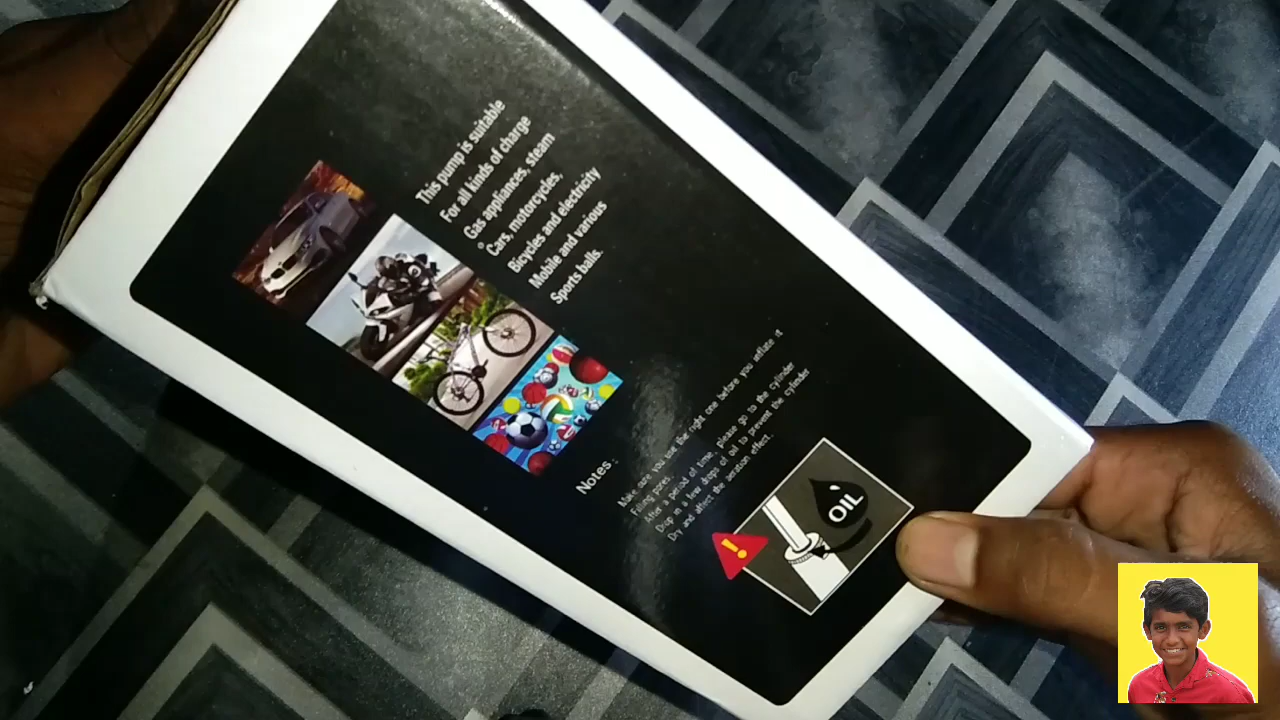 This pump is suitable
For all kinds of charge
Gas appliances, steam
Cars, motorcycles,
Bicycles and electricity
Mobile and various
Sports balls.
Notes :
Make sure you use the right one before you inflate it
Filling pores.
After a period of time, please go to the cylinder
Drop in a few drops of oil to prevent the cylinder
Dry and affect the aeration effect.
OIL